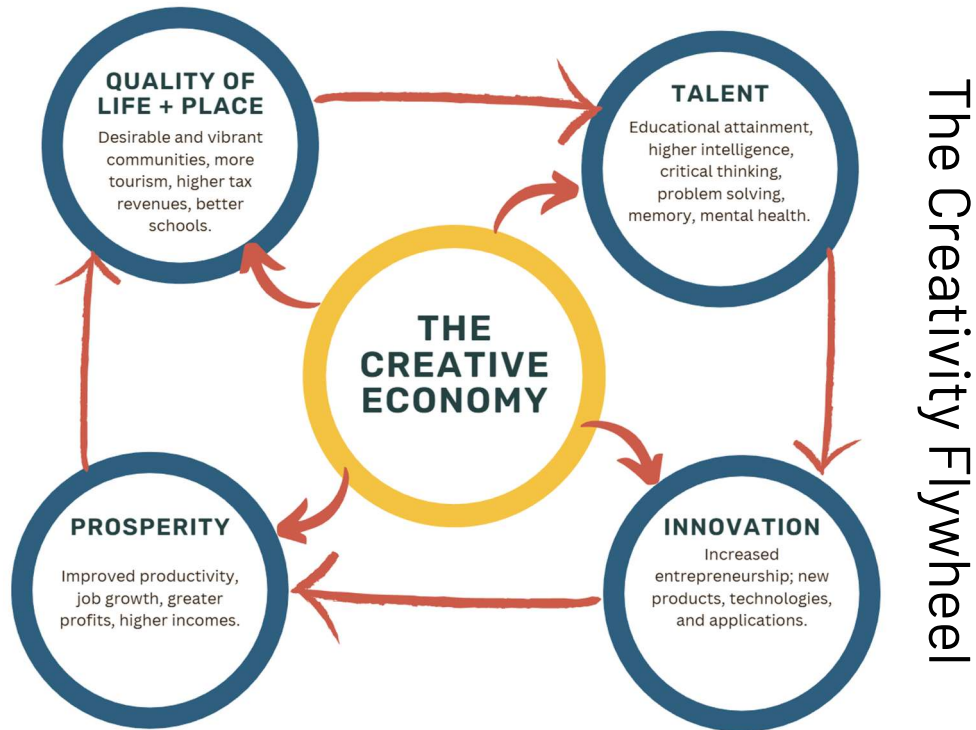 QUALITY OF
LIFE + PLACE
Desirable and vibrant
communities, more
tourism, higher tax
revenues, better
schools.
TALENT
Educational attainment,
higher intelligence,
critical thinking,
problem solving,
memory, mental health.
THE
CREATIVE
ECONOMY
PROSPERITY
Improved productivity,
job growth, greater
profits, higher incomes.
INNOVATION
Increased
entrepreneurship; new
products, technologies,
and applications.
The Creativity Flywheel